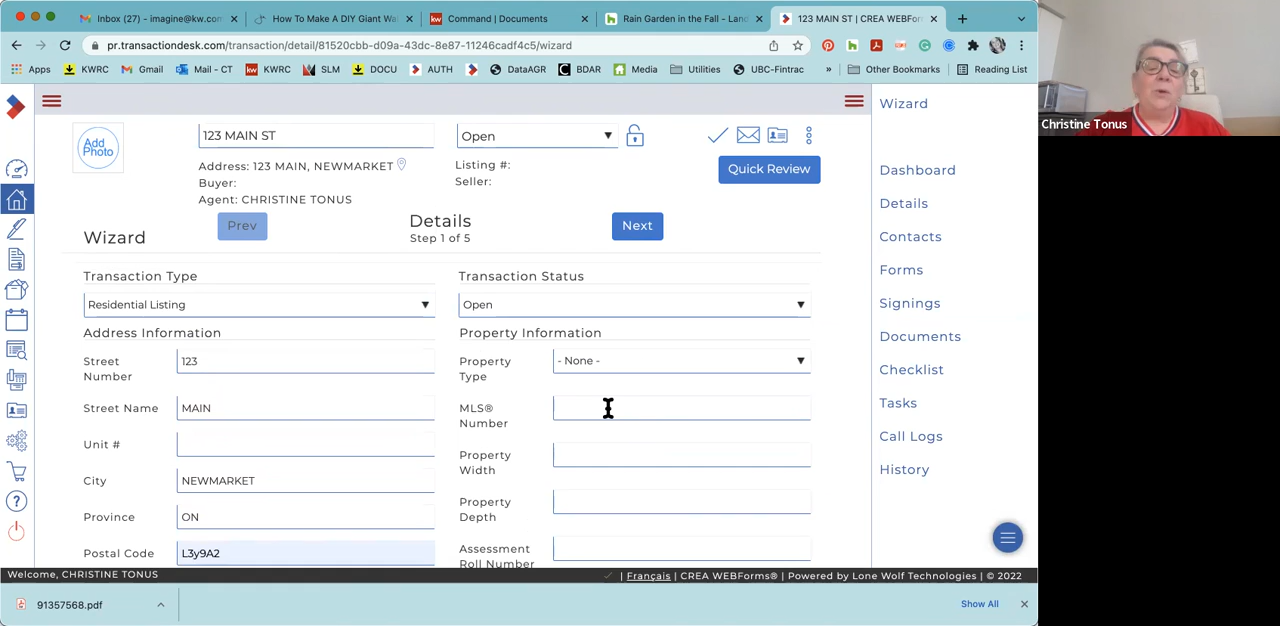 Inbox (27) – imagine@kw.com
How To Make A DIY Giant Wa
Command | Documents
Rain Garden in the Fall - Land
123 MAIN ST | CREA WEBForm
pr.transactiondesk.com/transaction/detail/81520cbb-d09a-43dc-8e87-11246cadf4c5/wizard
Apps
KWRC
Gmail
Mail - CT
KWRC
SLM
DOCU
AUTH
DataAGR
BDAR
Media
Utilities
UBC-Fintrac
»
Other Bookmarks
Reading List
Christine Tonus
Add Photo
123 MAIN ST
Open
Address: 123 MAIN, NEWMARKET
Buyer:
Agent: CHRISTINE TONUS
Listing #:
Seller:
Quick Review
Wizard
Prev
Details
Step 1 of 5
Next
Transaction Type
Residential Listing
Transaction Status
Open
Address Information
Street Number
123
Street Name
MAIN
Unit #
City
NEWMARKET
Province
ON
Postal Code
L3y9A2
Property Information
Property Type
- None -
MLS® Number
Property Width
Property Depth
Assessment Roll Number
Wizard
Dashboard
Details
Contacts
Forms
Signings
Documents
Checklist
Tasks
Call Logs
History
Welcome, CHRISTINE TONUS
| Français | CREA WEBForms® | Powered by Lone Wolf Technologies | © 2022
91357568.pdf
Show All